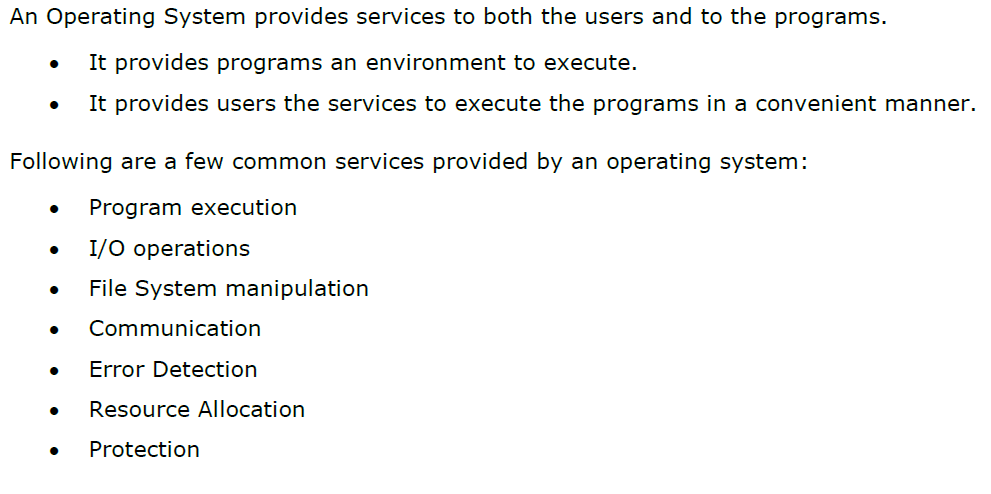 An Operating System provides services to both the users and to the programs.
• It provides programs an environment to execute.
• It provides users the services to execute the programs in a convenient manner.
Following are a few common services provided by an operating system:
• Program execution
• I/O operations
• File System manipulation
• Communication
• Error Detection
• Resource Allocation
• Protection